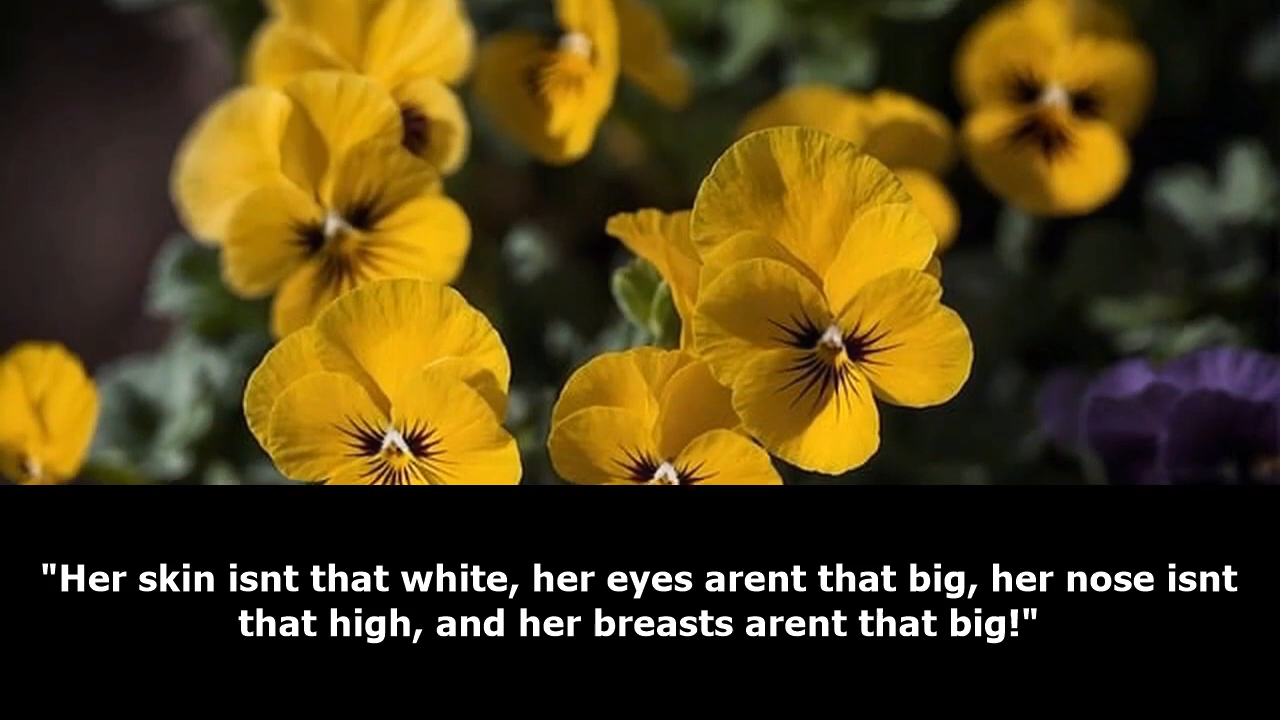 "Her skin isnt that white, her eyes arent that big, her nose isnt
that high, and her breasts arent that big!"